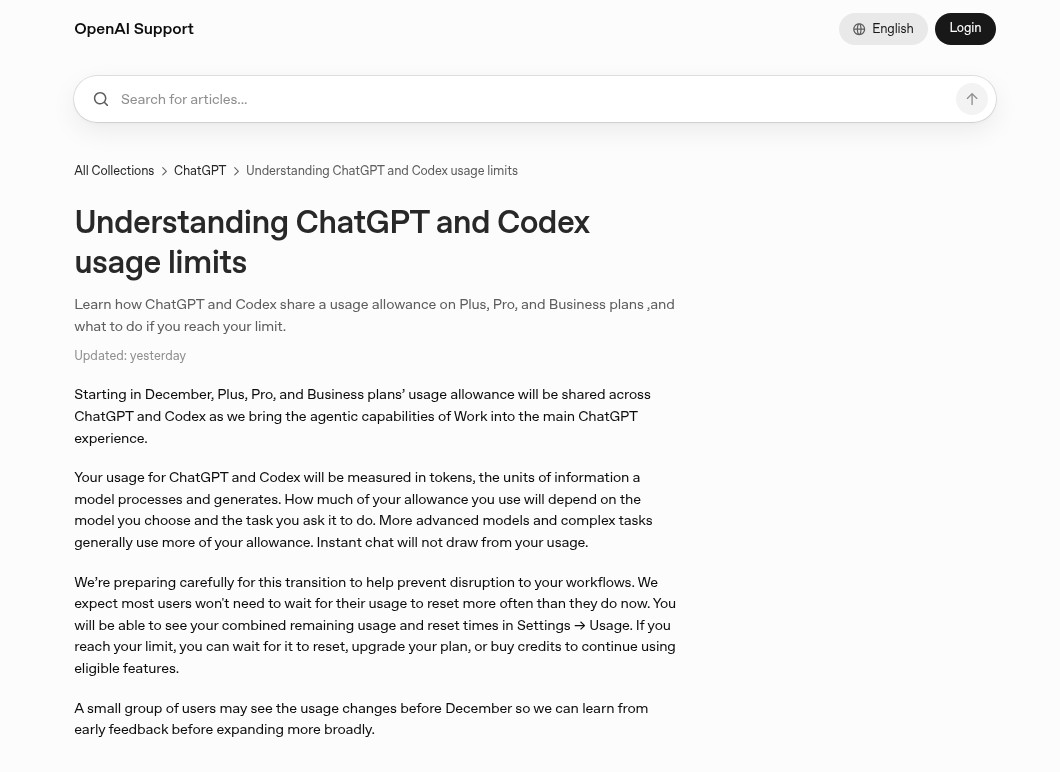 OpenAI Support
English
Login
Search for articles...
All Collections > ChatGPT > Understanding ChatGPT and Codex usage limits
Understanding ChatGPT and Codex
usage limits
Learn how ChatGPT and Codex share a usage allowance on Plus, Pro, and Business plans ,and
what to do if you reach your limit.
Updated: yesterday
Starting in December, Plus, Pro, and Business plans’ usage allowance will be shared across
ChatGPT and Codex as we bring the agentic capabilities of Work into the main ChatGPT
experience.
Your usage for ChatGPT and Codex will be measured in tokens, the units of information a
model processes and generates. How much of your allowance you use will depend on the
model you choose and the task you ask it to do. More advanced models and complex tasks
generally use more of your allowance. Instant chat will not draw from your usage.
We’re preparing carefully for this transition to help prevent disruption to your workflows. We
expect most users won't need to wait for their usage to reset more often than they do now. You
will be able to see your combined remaining usage and reset times in Settings → Usage. If you
reach your limit, you can wait for it to reset, upgrade your plan, or buy credits to continue using
eligible features.
A small group of users may see the usage changes before December so we can learn from
early feedback before expanding more broadly.